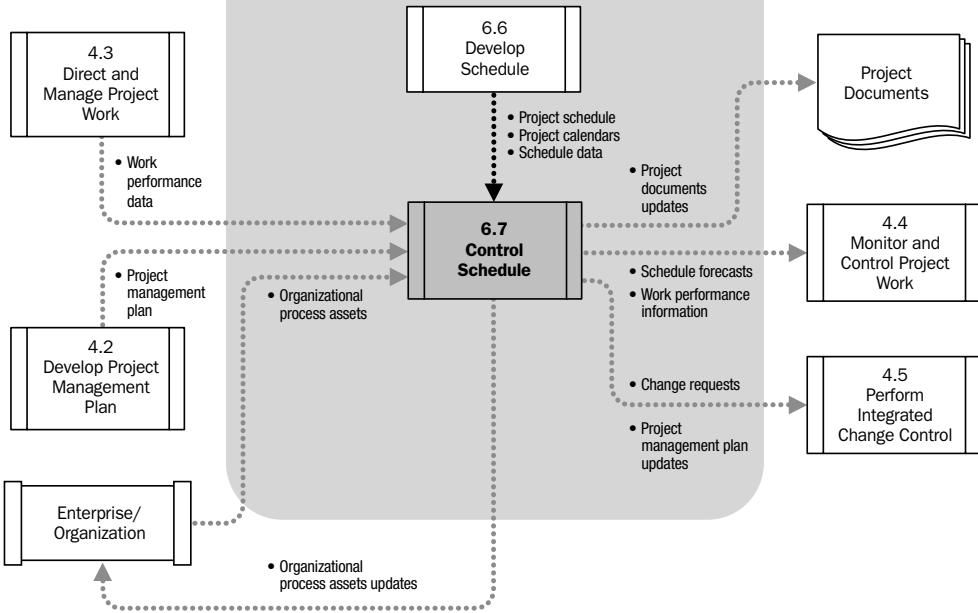 4.3
Direct and
Manage Project
Work
6.6
Develop
Schedule
Project
Documents
• Project schedule
• Project calendars
• Schedule data
• Work
performance
data
• Project
documents
updates
6.7
Control
Schedule
4.4
Monitor and
Control Project
Work
• Project
management
plan
• Organizational
process assets
• Schedule forecasts
• Work performance
information
4.2
Develop Project
Management
Plan
• Change requests
• Project
management plan
updates
4.5
Perform
Integrated
Change Control
Enterprise/
Organization
• Organizational
process assets updates